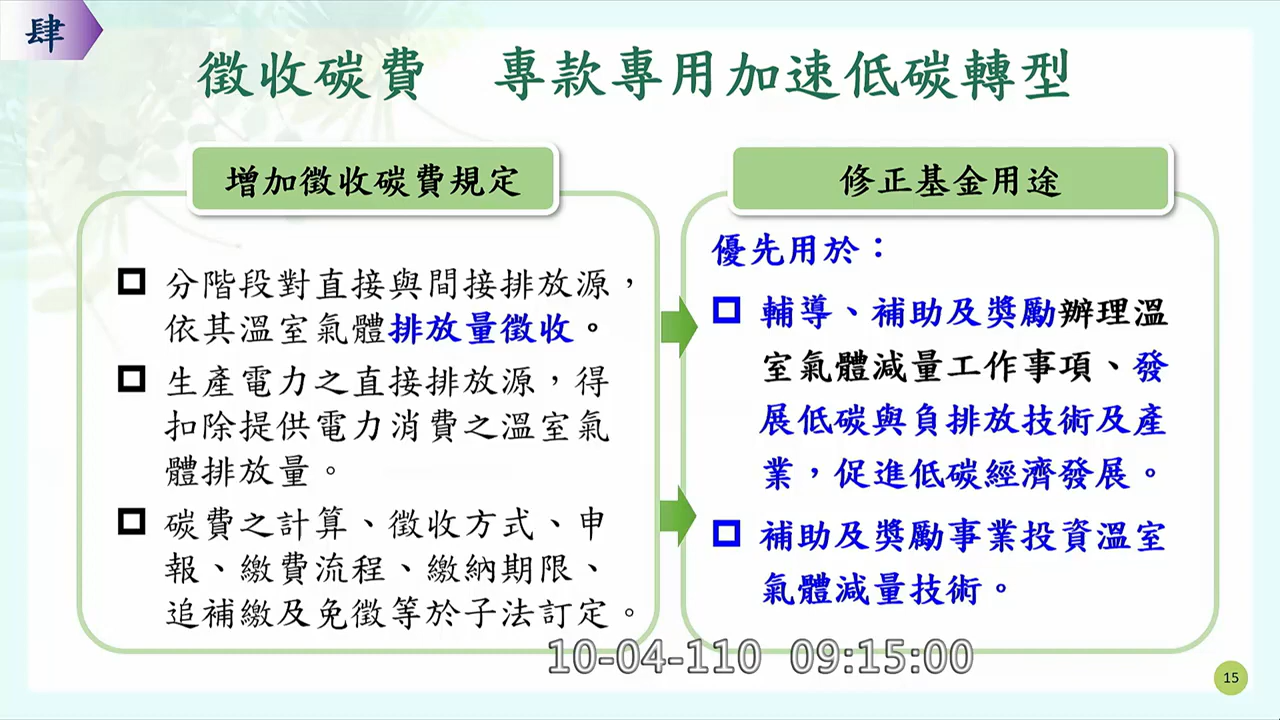 肆
徵收碳費 專款專用加速低碳轉型
增加徵收碳費規定
分階段對直接與間接排放源，
依其溫室氣體排放量徵收。
生產電力之直接排放源，得
扣除提供電力消費之溫室氣
體排放量。
碳費之計算、徵收方式、申
報、繳費流程、繳納期限、
追補繳及免徵等於子法訂定。
修正基金用途
優先用於：
輔導、補助及獎勵辦理溫
室氣體減量工作事項、發
展低碳與負排放技術及產
業，促進低碳經濟發展。
補助及獎勵事業投資溫室
氣體減量技術。
10-04-110 09:15:00
15